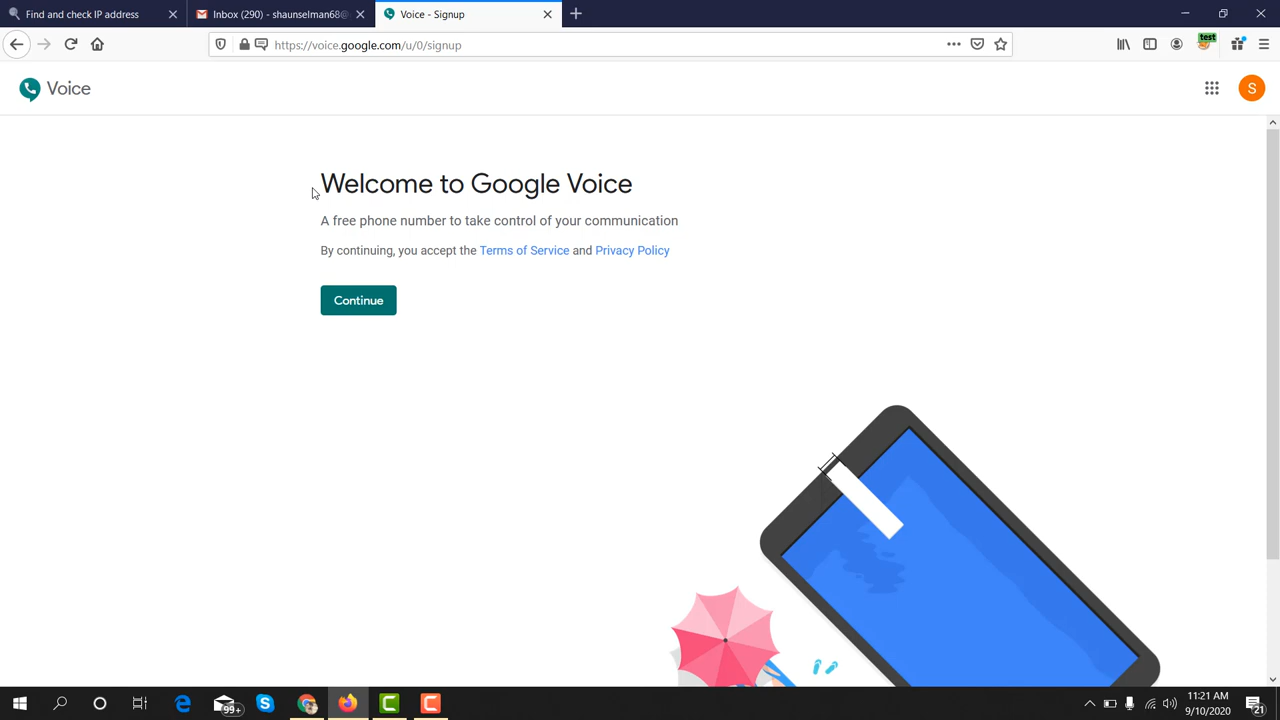 Find and check IP address
Inbox (290) - shaunselman68@
Voice - Signup
https://voice.google.com/u/0/signup
test
Voice
S
Welcome to Google Voice
A free phone number to take control of your communication
By continuing, you accept the Terms of Service and Privacy Policy
Continue
99+
11:21 AM
9/10/2020
21